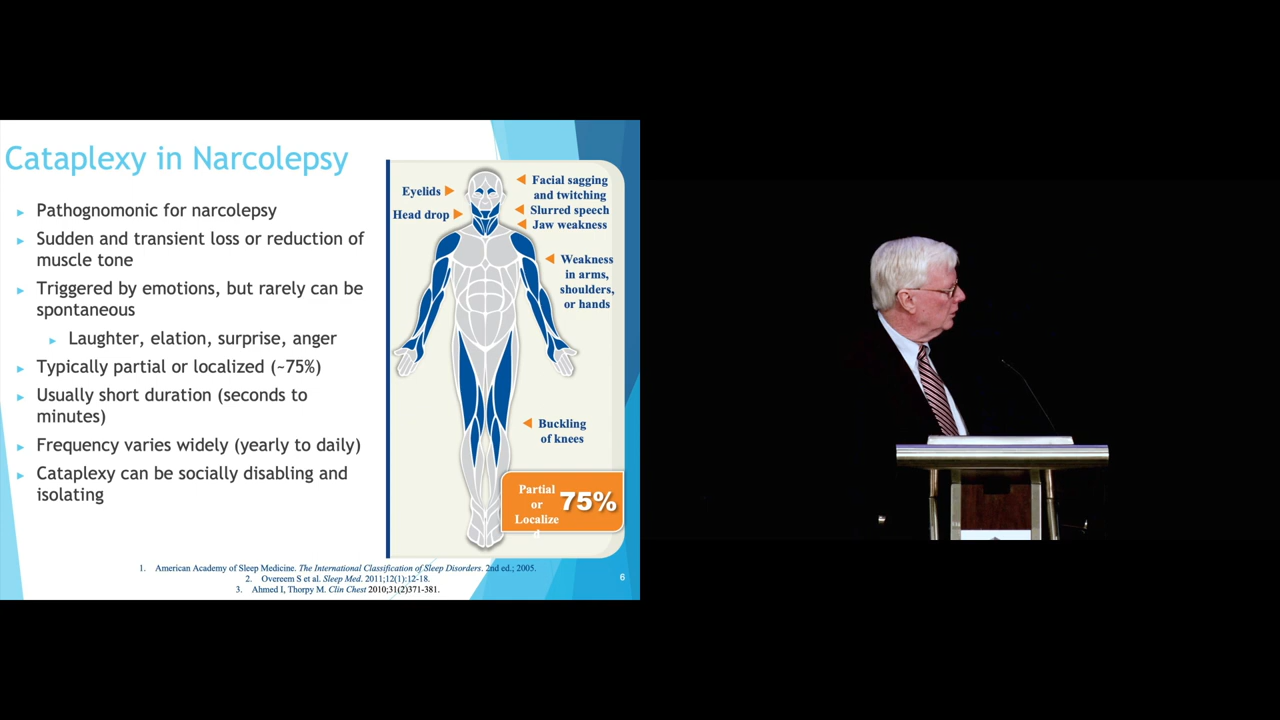 Cataplexy in Narcolepsy
Pathognomonic for narcolepsy
Sudden and transient loss or reduction of
muscle tone
Triggered by emotions, but rarely can be
spontaneous
Laughter, elation, surprise, anger
Typically partial or localized (~75%)
Usually short duration (seconds to
minutes)
Frequency varies widely (yearly to daily)
Cataplexy can be socially disabling and
isolating
Eyelids
Head drop
Facial sagging
and twitching
Slurred speech
Jaw weakness
Weakness
in arms,
shoulders,
or hands
Buckling
of knees
Partial
or
Localize
d
75%
1. American Academy of Sleep Medicine. The International Classification of Sleep Disorders. 2nd ed.; 2005.
2. Overeem S et al. Sleep Med. 2011;12(1):12-18.
3. Ahmed I, Thorpy M. Clin Chest 2010;31(2)371-381.
6